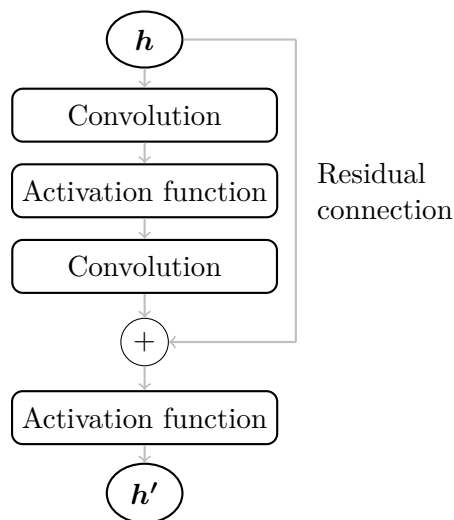 h
Convolution
Activation function
Residual
connection
Convolution
+
Activation function
h′